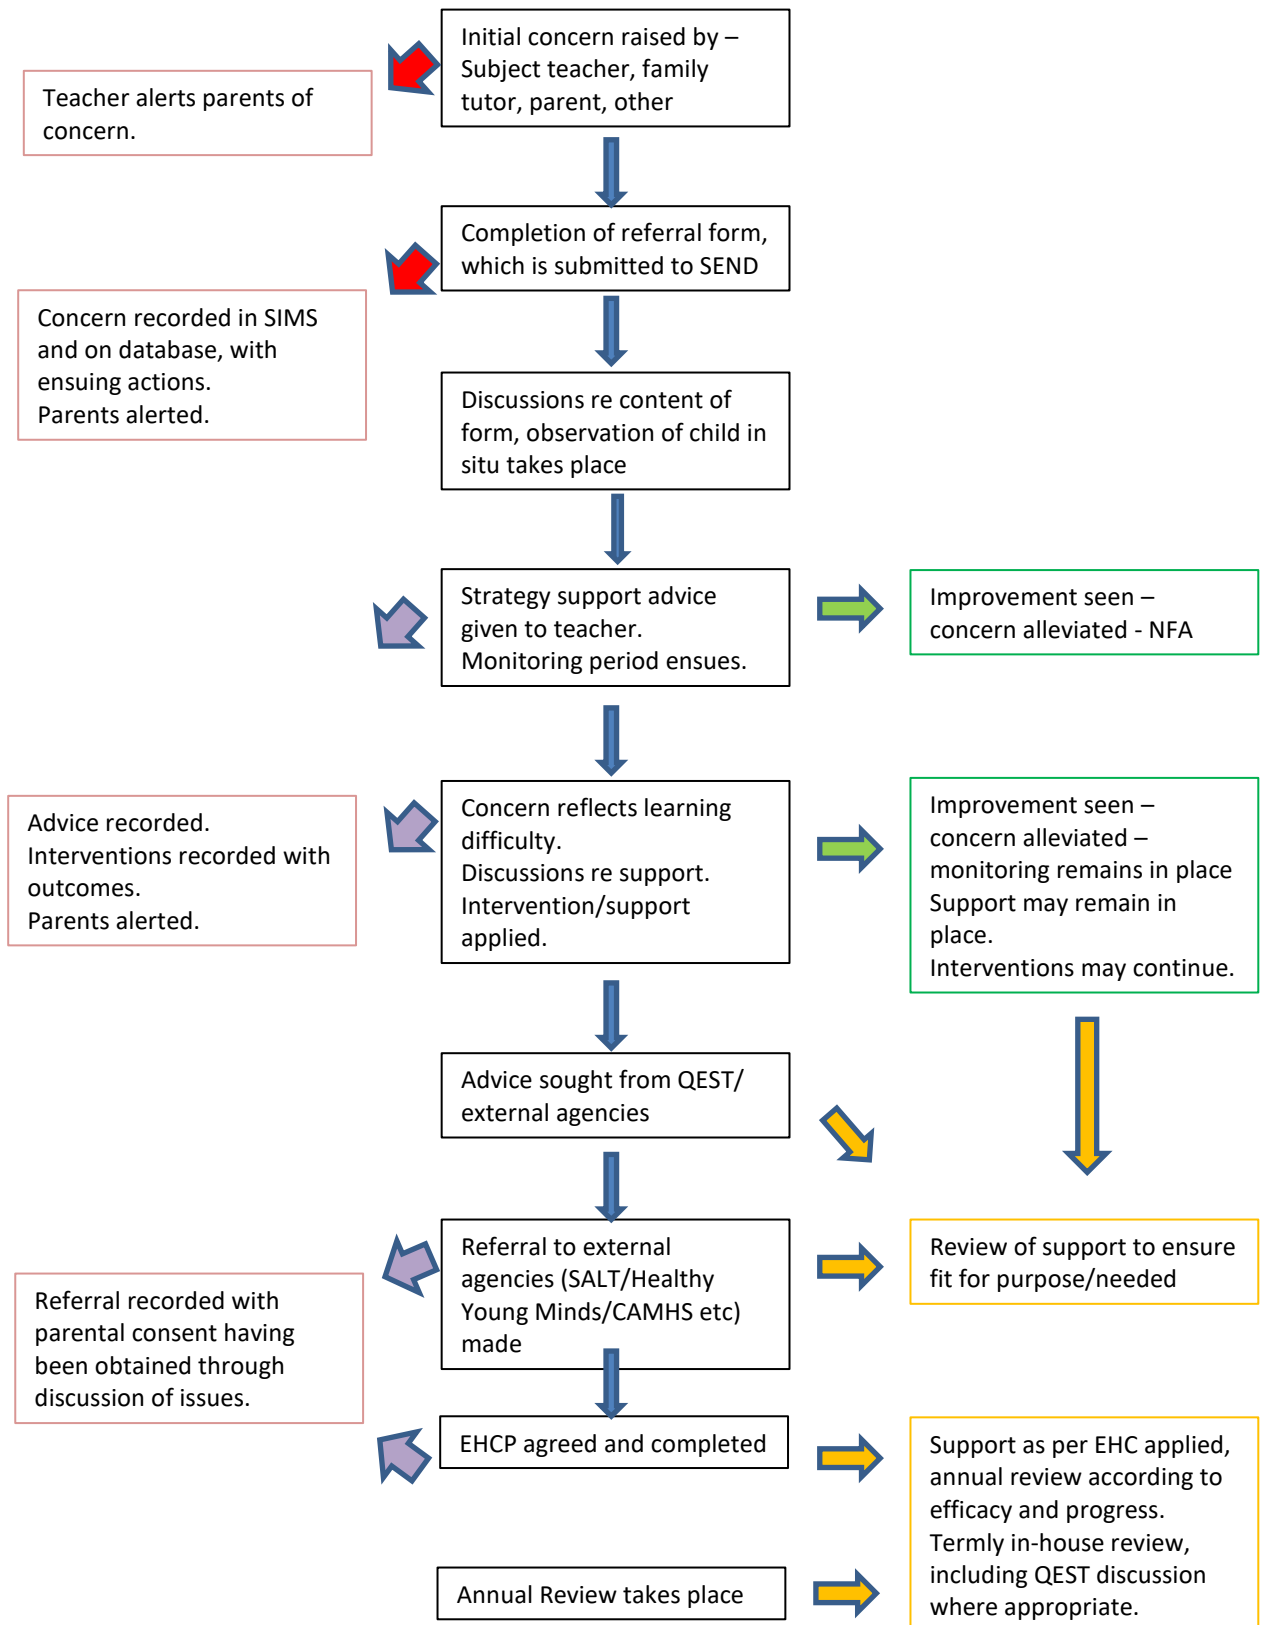 Initial concern raised by –
Subject teacher, family
tutor, parent, other
Teacher alerts parents of
concern.
Completion of referral form,
which is submitted to SEND
Concern recorded in SIMS
and on database, with
ensuing actions.
Parents alerted.
Discussions re content of
form, observation of child in
situ takes place
Strategy support advice
given to teacher.
Monitoring period ensues.
Improvement seen –
concern alleviated - NFA
Concern reflects learning
difficulty.
Discussions re support.
Intervention/support
applied.
Advice recorded.
Interventions recorded with
outcomes.
Parents alerted.
Improvement seen –
concern alleviated –
monitoring remains in place
Support may remain in
place.
Interventions may continue.
Advice sought from QEST/
external agencies
Referral to external
agencies (SALT/Healthy
Young Minds/CAMHS etc)
made
Review of support to ensure
fit for purpose/needed
Referral recorded with
parental consent having
been obtained through
discussion of issues.
EHCP agreed and completed
Support as per EHC applied,
annual review according to
efficacy and progress.
Termly in-house review,
including QEST discussion
where appropriate.
Annual Review takes place